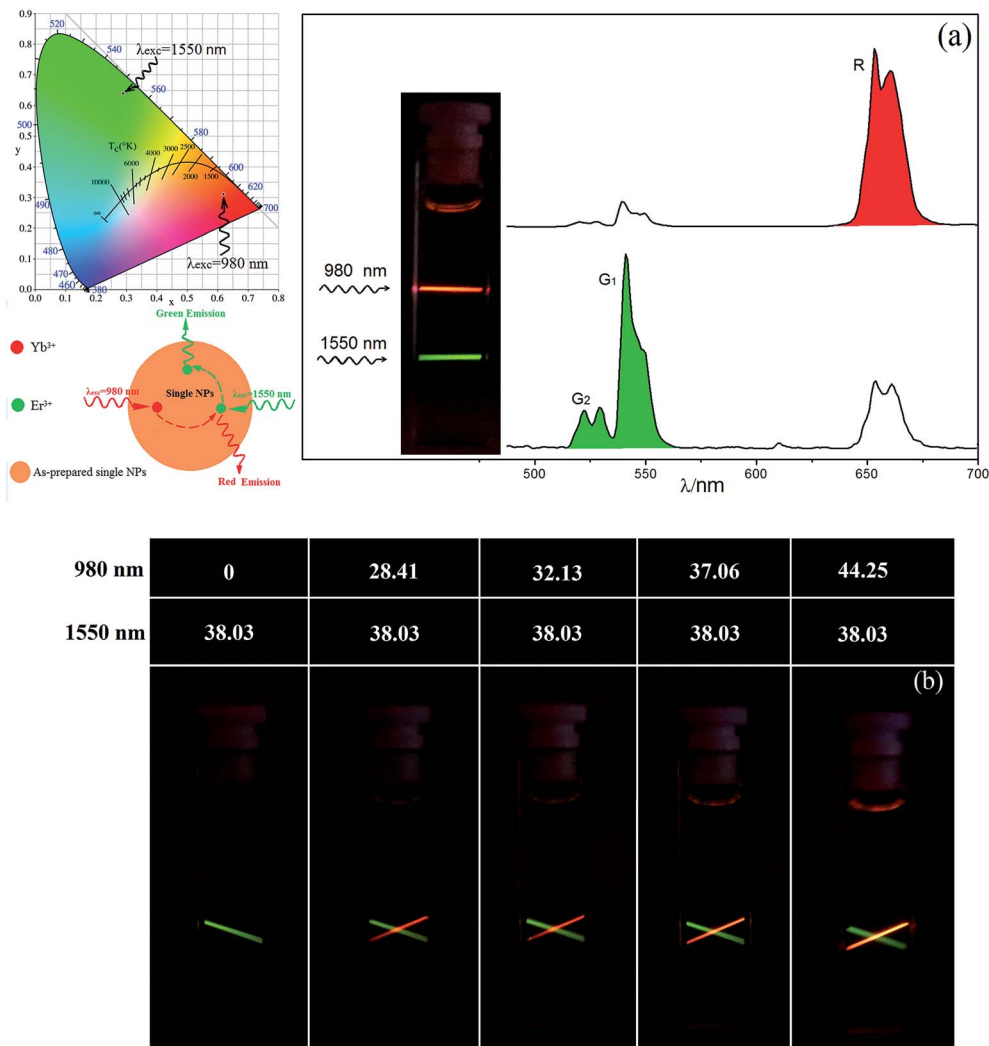 0.9
0.8
0.7
0.6
0.5
0.4
0.3
0.2
0.1
0.0
y
0.0 0.1 0.2 0.3 0.4 0.5 0.6 0.7 0.8
x
520
540
560
580
600
620
700
500
490
480
470
460
380
λexc=1550 nm
Tc(°K)
∞ 10000 6000 4000 3000 2500 2000 1500
λexc=980 nm
Green Emission
Yb³⁺
Er³⁺
As-prepared single NPs
Single NPs
λexc=980 nm
λexc=1550 nm
Red Emission
(a)
R
980 nm
1550 nm
G1
G2
500 550 600 650 700
λ/nm
980 nm 0 28.41 32.13 37.06 44.25
1550 nm 38.03 38.03 38.03 38.03 38.03
(b)